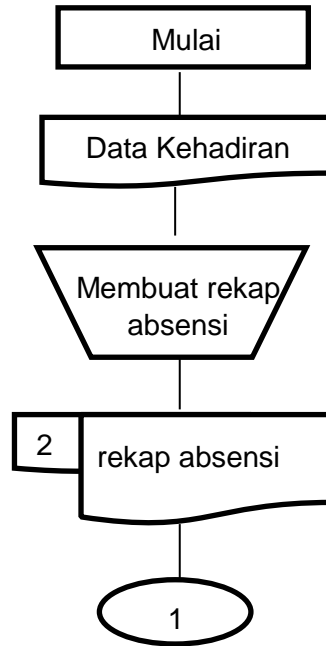 Mulai
Data Kehadiran
Membuat rekap
absensi
2
rekap absensi
1